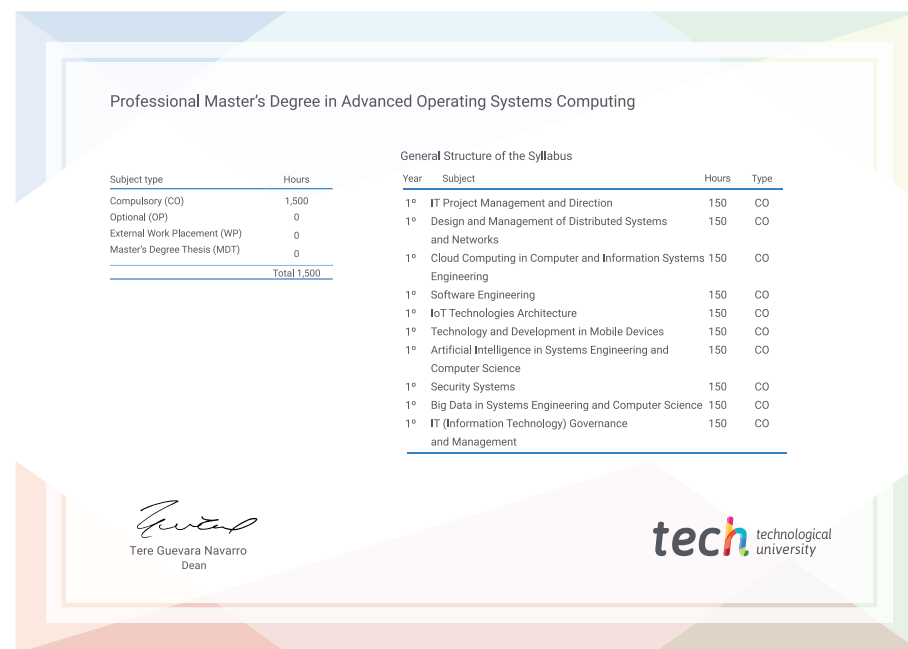 Professional Master's Degree in Advanced Operating Systems Computing
Subject type Hours
Compulsory (CO) 1,500
Optional (OP) 0
External Work Placement (WP) 0
Master's Degree Thesis (MDT) 0
Total 1,500
General Structure of the Syllabus
Year Subject Hours Type
1º IT Project Management and Direction 150 CO
1º Design and Management of Distributed Systems 150 CO
and Networks
1º Cloud Computing in Computer and Information Systems 150 CO
Engineering
1º Software Engineering 150 CO
1º IoT Technologies Architecture 150 CO
1º Technology and Development in Mobile Devices 150 CO
1º Artificial Intelligence in Systems Engineering and 150 CO
Computer Science
1º Security Systems 150 CO
1º Big Data in Systems Engineering and Computer Science 150 CO
1º IT (Information Technology) Governance 150 CO
and Management
Tere Guevara Navarro
Dean
tech technological
university